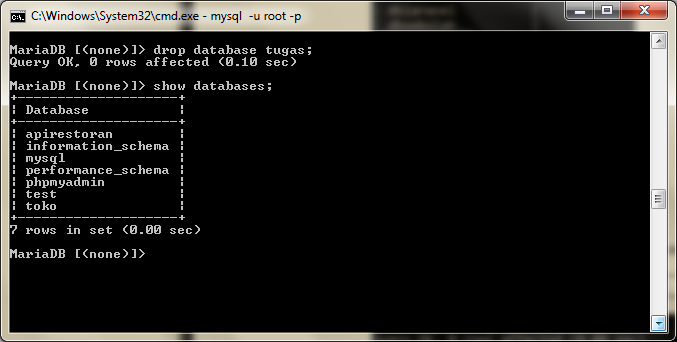 C:\Windows\System32\cmd.exe - mysql -u root -p
MariaDB [(none)]> drop database tugas;
Query OK, 0 rows affected (0.10 sec)
MariaDB [(none)]> show databases;
+--------------------+
| Database           |
+--------------------+
| apirestoran        |
| information_schema |
| mysql              |
| performance_schema |
| phpmyadmin         |
| test               |
| toko               |
+--------------------+
7 rows in set (0.00 sec)
MariaDB [(none)]>